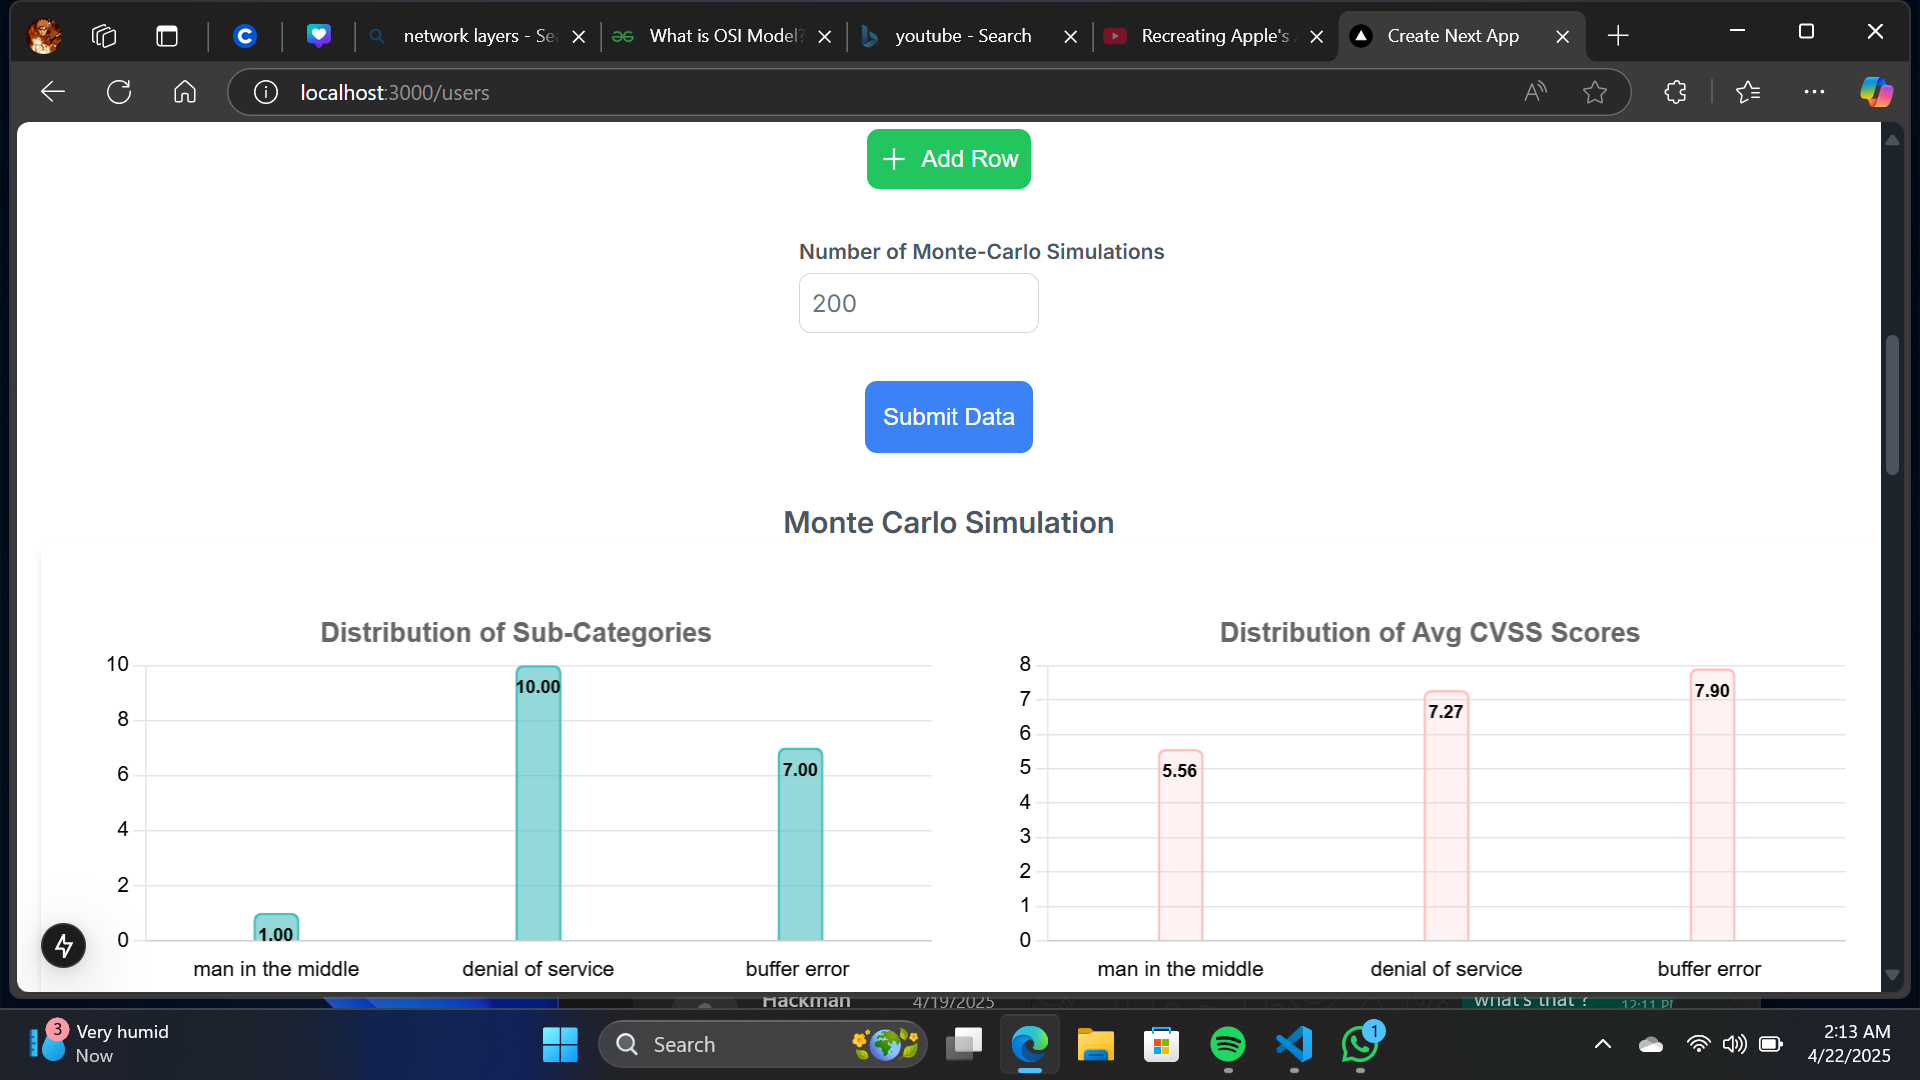 network layers - Se
What is OSI Model?
youtube - Search
Recreating Apple's
Create Next App
localhost:3000/users
Add Row
Number of Monte-Carlo Simulations
200
Submit Data
Monte Carlo Simulation
Distribution of Sub-Categories
10
8
6
4
2
0
1.00
10.00
7.00
man in the middle
denial of service
buffer error
Distribution of Avg CVSS Scores
8
7
6
5
4
3
2
1
0
5.56
7.27
7.90
man in the middle
denial of service
buffer error
Hackman
4/19/2025
what's that ?
3
Very humid
Now
Search
1
2:13 AM
4/22/2025